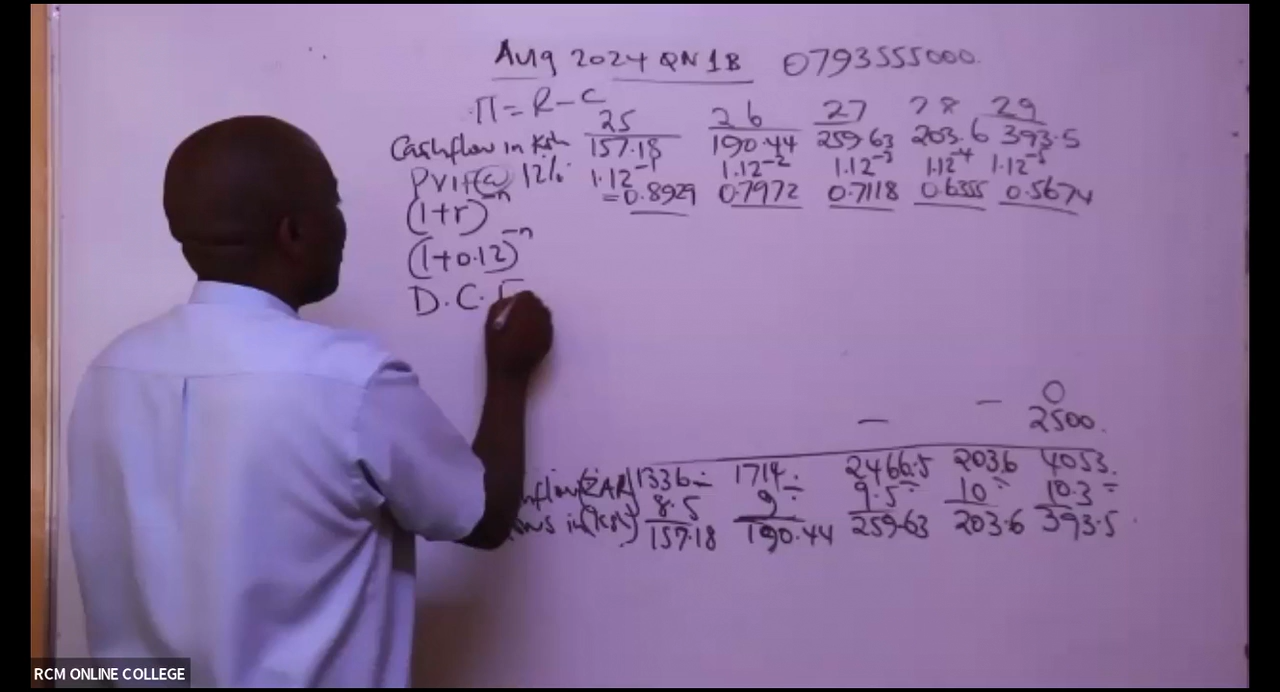 Aug 2024 QN 1B 0793555000.
Π = R - C
25 26 27 28 29
Cashflow in Ksh 157.18 190.44 259.63 203.6 393.5
PVIF@ 12% 1.12⁻¹ 1.12⁻² 1.12⁻³ 1.12⁻⁴ 1.12⁻⁵
(1+r)⁻ⁿ = 0.8929 0.7972 0.7118 0.6355 0.5674
(1+0.12)⁻ⁿ
D.C.F
— — 0
2500.
(ZAR) 1336÷ 1714÷ 2466.5÷ 2036÷ 4053÷
8.5 9 9.5 10 10.3
in (Ksh) 157.18 190.44 259.63 203.6 393.5
RCM ONLINE COLLEGE